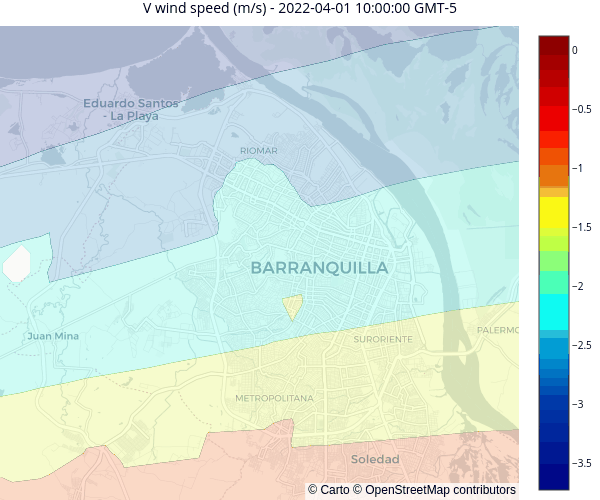 V wind speed (m/s) - 2022-04-01 10:00:00 GMT-5
0
Eduardo Santos
- La Playa
−0.5
RIOMAR
−1
−1.5
BARRANQUILLA
−2
Juan Mina
SURORIENTE
PALERMO
−2.5
METROPOLITANA
−3
Soledad
−3.5
© Carto © OpenStreetMap contributors